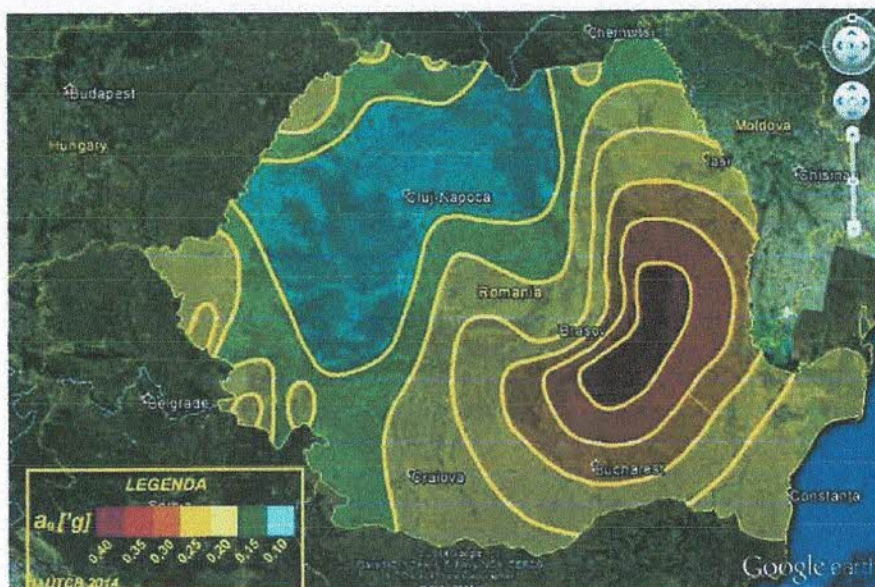 Chernivtsi
Budapest
Hungary
Moldova
Iasi
Chisinau
Cluj-Napoca
Romania
Brasov
Belgrade
Craiova
Bucharest
Constanta
LEGENDA
ag ['g]
0,40 0,35 0,30 0,25 0,20 0,15 0,10
UTCB 2014
Google earth